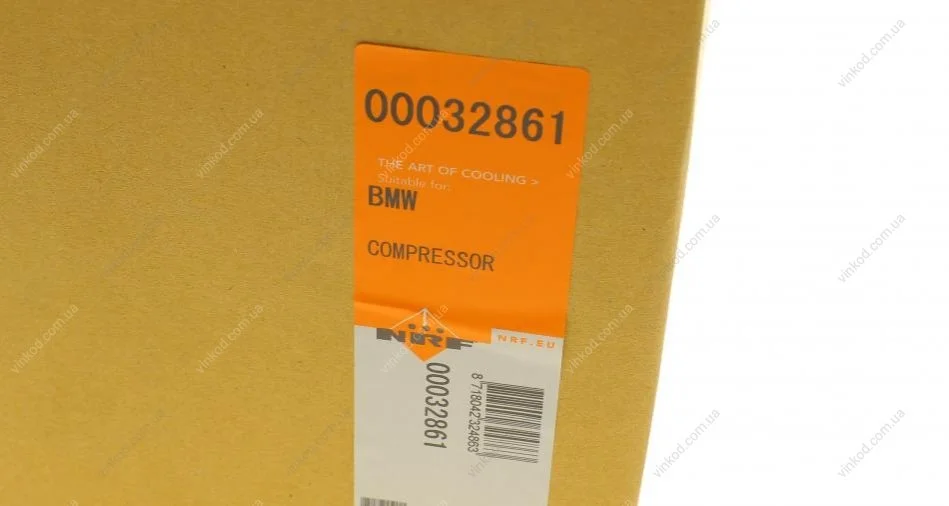 00032861
THE ART OF COOLING >
Suitable for:
BMW
COMPRESSOR
NRF
NRF.EU
00032861
8 718042 324863
vinkod.com.ua